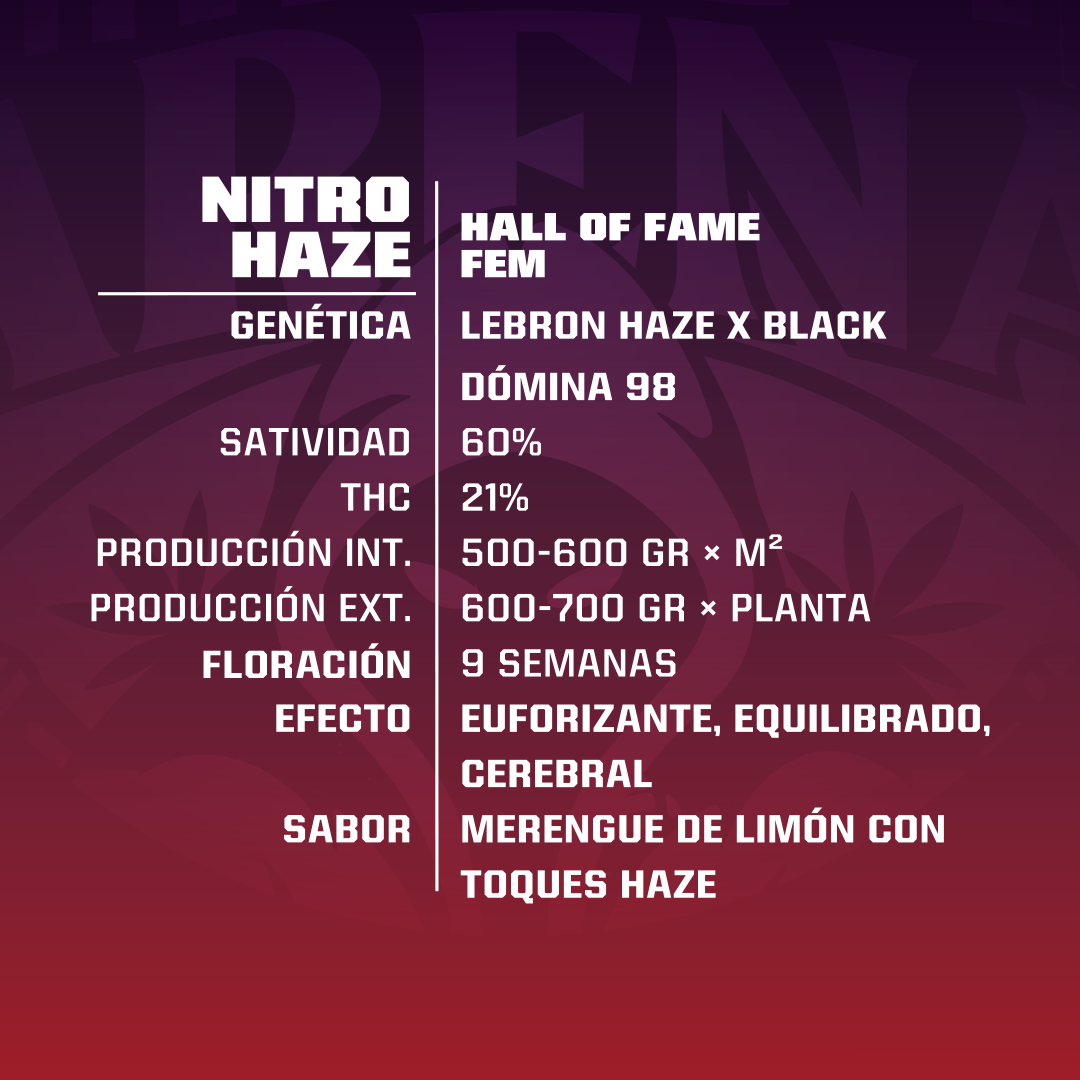 NITRO
HAZE
HALL OF FAME
FEM
GENÉTICA LEBRON HAZE X BLACK
DÓMINA 98
SATIVIDAD 60%
THC 21%
PRODUCCIÓN INT. 500-600 GR × M²
PRODUCCIÓN EXT. 600-700 GR × PLANTA
FLORACIÓN 9 SEMANAS
EFECTO EUFORIZANTE, EQUILIBRADO,
CEREBRAL
SABOR MERENGUE DE LIMÓN CON
TOQUES HAZE